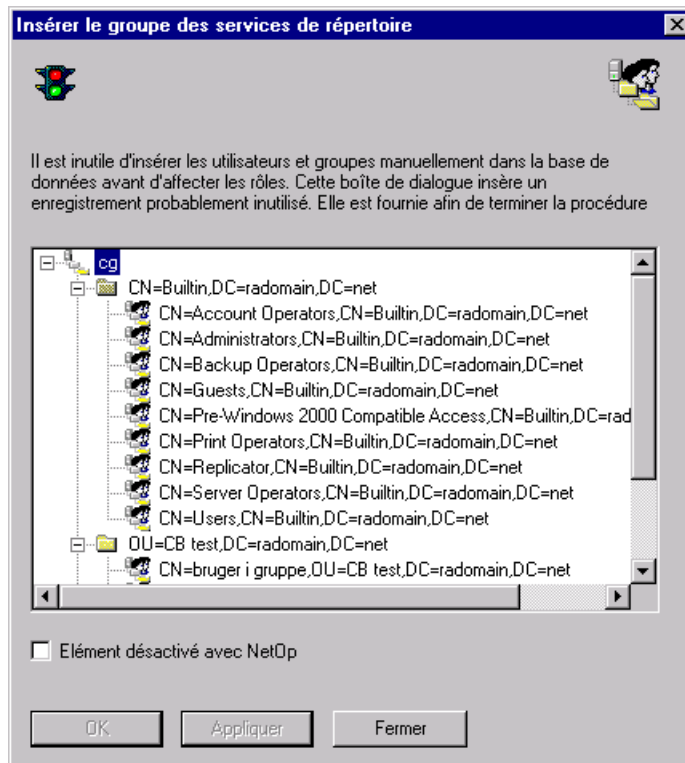 Insérer le groupe des services de répertoire
Il est inutile d'insérer les utilisateurs et groupes manuellement dans la base de
données avant d'affecter les rôles. Cette boîte de dialogue insère un
enregistrement probablement inutilisé. Elle est fournie afin de terminer la procédure
cg
CN=Builtin,DC=radomain,DC=net
CN=Account Operators,CN=Builtin,DC=radomain,DC=net
CN=Administrators,CN=Builtin,DC=radomain,DC=net
CN=Backup Operators,CN=Builtin,DC=radomain,DC=net
CN=Guests,CN=Builtin,DC=radomain,DC=net
CN=Pre-Windows 2000 Compatible Access,CN=Builtin,DC=rad
CN=Print Operators,CN=Builtin,DC=radomain,DC=net
CN=Replicator,CN=Builtin,DC=radomain,DC=net
CN=Server Operators,CN=Builtin,DC=radomain,DC=net
CN=Users,CN=Builtin,DC=radomain,DC=net
OU=CB test,DC=radomain,DC=net
CN=bruger i gruppe,OU=CB test,DC=radomain,DC=net
Elément désactivé avec NetOp
OK
Appliquer
Fermer